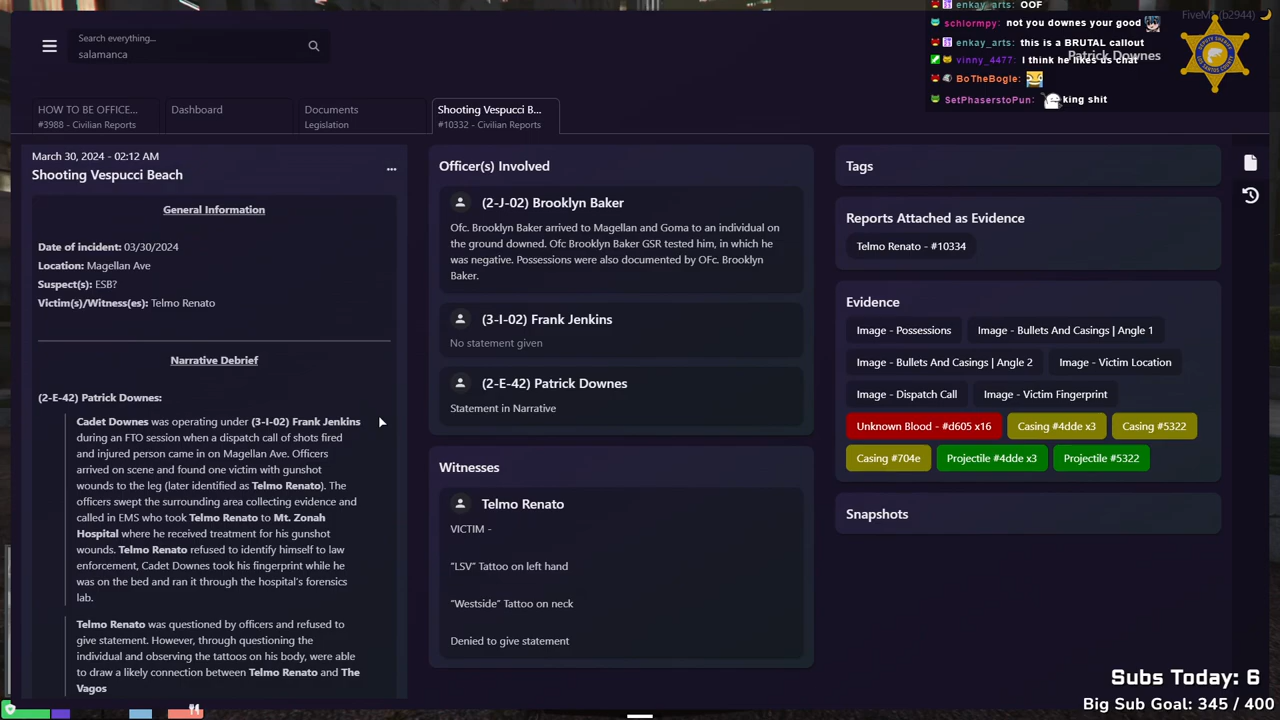 enkay_arts: OOF
schlormpy: not you downes your good
enkay_arts: this is a BRUTAL callout
vinny_4477: I think he likes us chat
BoTheBogle:
SetPhaserstoPun: king shit
FiveM (b2944)
Patrick Downes
Search everything...
salamanca
HOW TO BE OFFICE...
#3988 - Civilian Reports
Dashboard
Documents
Legislation
Shooting Vespucci B...
#10332 - Civilian Reports
March 30, 2024 - 02:12 AM
Shooting Vespucci Beach
...
General Information
Date of incident: 03/30/2024
Location: Magellan Ave
Suspect(s): ESB?
Victim(s)/Witness(es): Telmo Renato
Narrative Debrief
(2-E-42) Patrick Downes:
Cadet Downes was operating under (3-I-02) Frank Jenkins
during an FTO session when a dispatch call of shots fired
and injured person came in on Magellan Ave. Officers
arrived on scene and found one victim with gunshot
wounds to the leg (later identified as Telmo Renato). The
officers swept the surrounding area collecting evidence and
called in EMS who took Telmo Renato to Mt. Zonah
Hospital where he received treatment for his gunshot
wounds. Telmo Renato refused to identify himself to law
enforcement, Cadet Downes took his fingerprint while he
was on the bed and ran it through the hospital's forensics
lab.
Telmo Renato was questioned by officers and refused to
give statement. However, through questioning the
individual and observing the tattoos on his body, were able
to draw a likely connection between Telmo Renato and The
Vagos
Officer(s) Involved
(2-J-02) Brooklyn Baker
Ofc. Brooklyn Baker arrived to Magellan and Goma to an individual on
the ground downed. Ofc Brooklyn Baker GSR tested him, in which he
was negative. Possessions were also documented by OFc. Brooklyn
Baker.
(3-I-02) Frank Jenkins
No statement given
(2-E-42) Patrick Downes
Statement in Narrative
Witnesses
Telmo Renato
VICTIM -
"LSV" Tattoo on left hand
"Westside" Tattoo on neck
Denied to give statement
Tags
Reports Attached as Evidence
Telmo Renato - #10334
Evidence
Image - Possessions
Image - Bullets And Casings | Angle 1
Image - Bullets And Casings | Angle 2
Image - Victim Location
Image - Dispatch Call
Image - Victim Fingerprint
Unknown Blood - #d605 x16
Casing #4dde x3
Casing #5322
Casing #704e
Projectile #4dde x3
Projectile #5322
Snapshots
Subs Today: 6
Big Sub Goal: 345 / 400